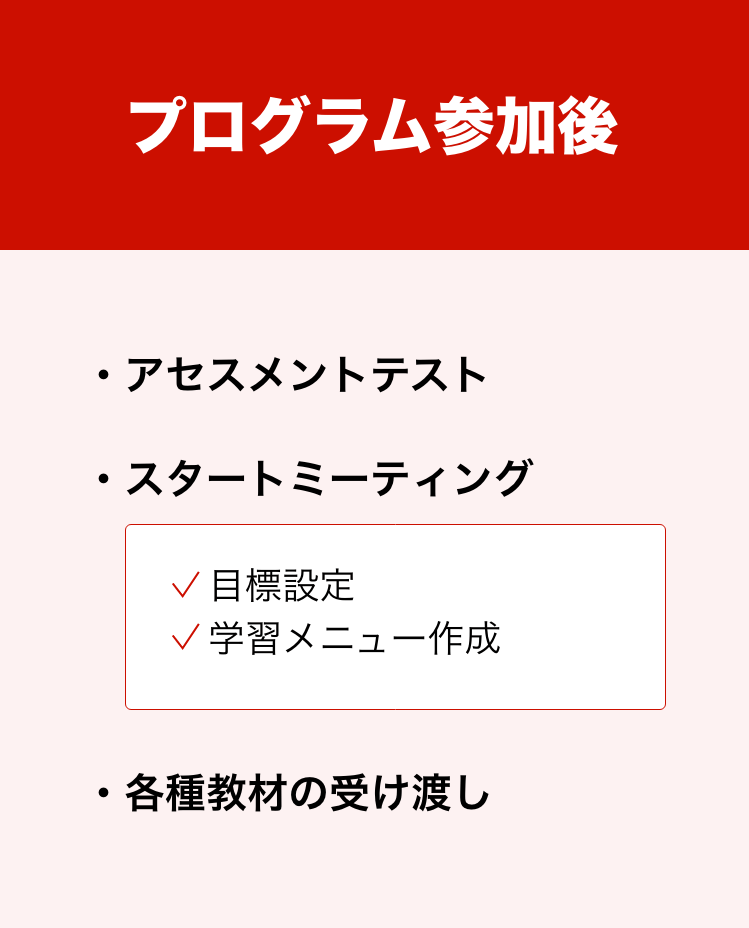 プログラム参加後
・アセスメントテスト
・スタートミーティング
✓ 目標設定
✓ 学習メニュー作成
・各種教材の受け渡し